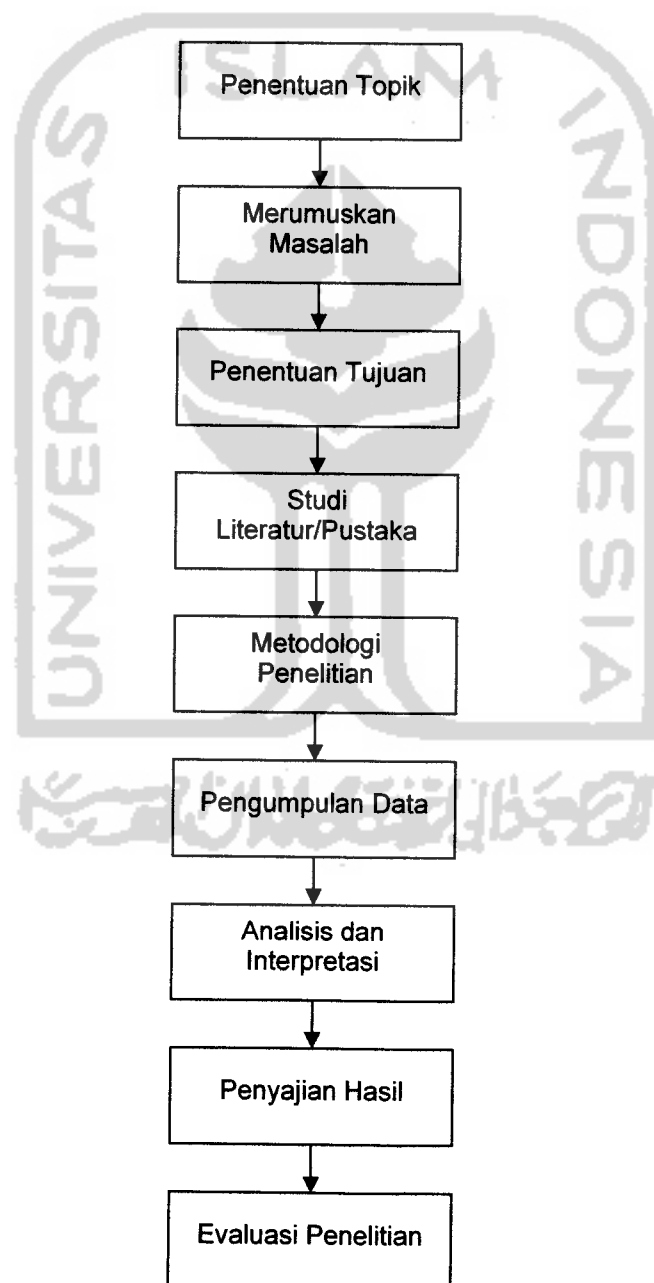 ISLAM
UNIVERSITAS
INDONESIA
Penentuan Topik
Merumuskan
Masalah
Penentuan Tujuan
Studi
Literatur/Pustaka
Metodologi
Penelitian
Pengumpulan Data
Analisis dan
Interpretasi
Penyajian Hasil
Evaluasi Penelitian